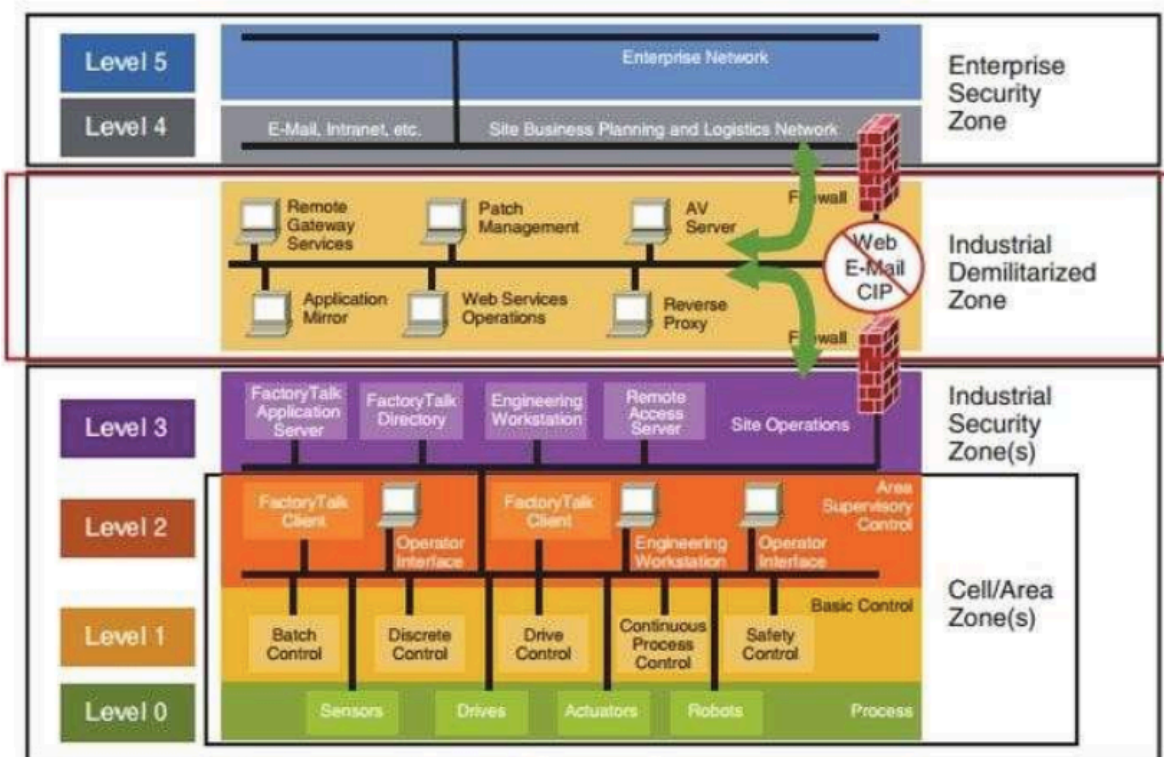 Level 5
Enterprise Network
Enterprise
Security
Zone
Level 4
E-Mail, Intranet, etc.
Site Business Planning and Logistics Network
Firewall
Remote
Gateway
Services
Patch
Management
AV
Server
Web
E-Mail
CIP
Industrial
Demilitarized
Zone
Application
Mirror
Web Services
Operations
Reverse
Proxy
Firewall
Level 3
FactoryTalk
Application
Server
FactoryTalk
Directory
Engineering
Workstation
Remote
Access
Server
Site Operations
Industrial
Security
Zone(s)
Level 2
FactoryTalk
Client
Operator
Interface
FactoryTalk
Client
Engineering
Workstation
Operator
Interface
Area
Supervisory
Control
Level 1
Batch
Control
Discrete
Control
Drive
Control
Continuous
Process
Control
Safety
Control
Basic Control
Cell/Area
Zone(s)
Level 0
Sensors
Drives
Actuators
Robots
Process